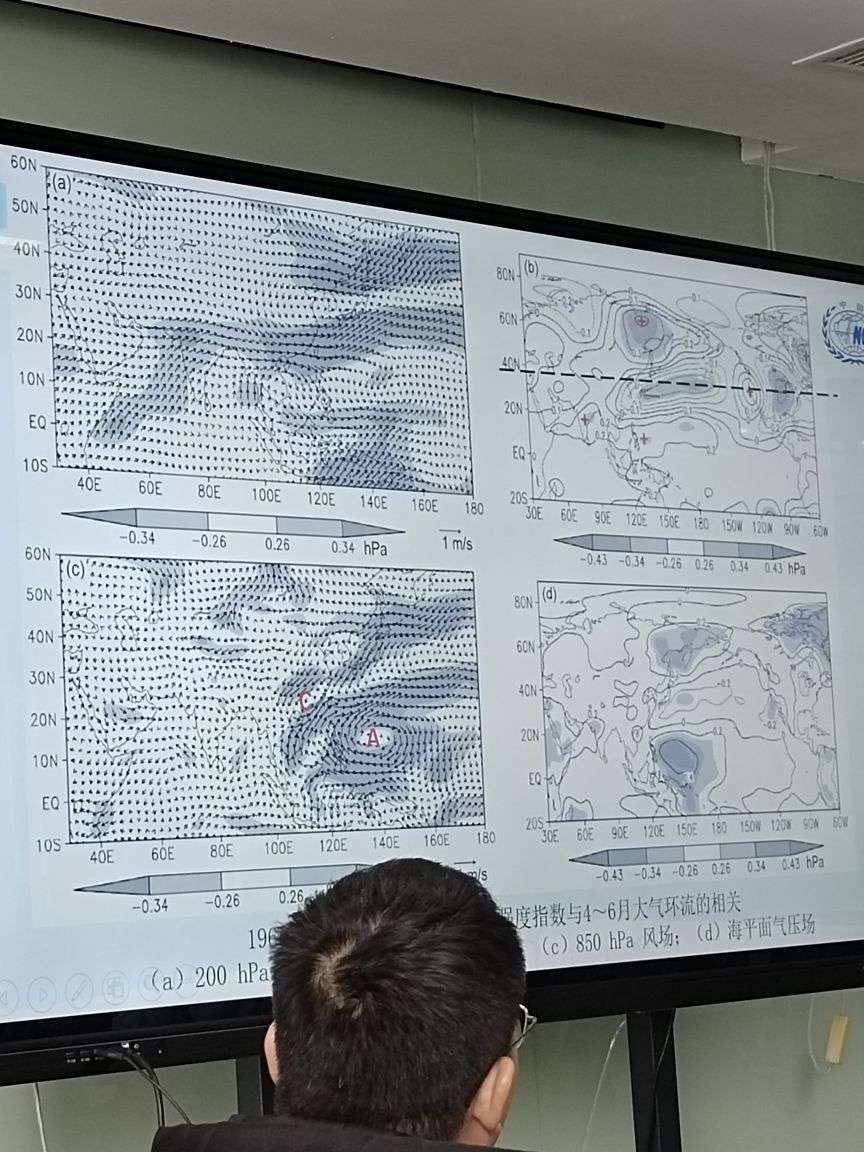 (a)
60N
50N
40N
30N
20N
10N
EQ
10S
40E 60E 80E 100E 120E 140E 160E 180
-0.34 -0.26 0.26 0.34 hPa
1 m/s
(b)
80N
60N
40N
20N
EQ
20S
30E 60E 90E 120E 150E 180 150W 120W 90W 60W
-0.43 -0.34 -0.26 0.26 0.34 0.43 hPa
(c)
60N
50N
40N
30N
20N
10N
EQ
10S
C
A
40E 60E 80E 100E 120E 140E 160E 180
-0.34 -0.26 0.26
m/s
(d)
80N
60N
40N
20N
EQ
20S
30E 60E 90E 120E 150E 180 150W 120W 90W 60W
-0.43 -0.34 -0.26 0.26 0.34 0.43 hPa
196 强度指数与4～6月大气环流的相关
(a) 200 hPa (c) 850 hPa 风场; (d) 海平面气压场